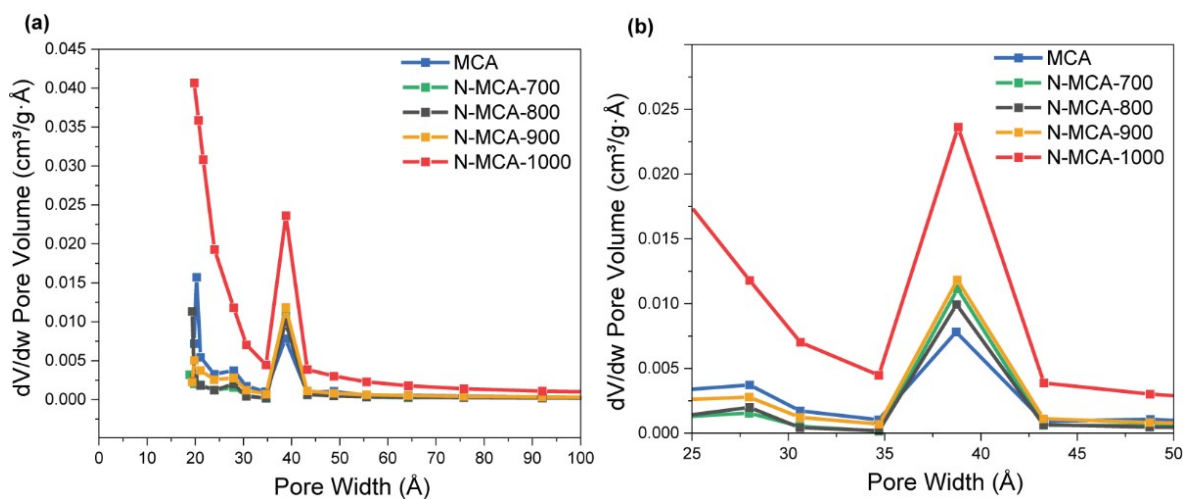 (a)
dV/dw Pore Volume (cm³/g·Å)
0.045
0.040
0.035
0.030
0.025
0.020
0.015
0.010
0.005
0.000
MCA
N-MCA-700
N-MCA-800
N-MCA-900
N-MCA-1000
0 10 20 30 40 50 60 70 80 90 100
Pore Width (Å)
(b)
dV/dw Pore Volume (cm³/g·Å)
0.025
0.020
0.015
0.010
0.005
0.000
MCA
N-MCA-700
N-MCA-800
N-MCA-900
N-MCA-1000
25 30 35 40 45 50
Pore Width (Å)